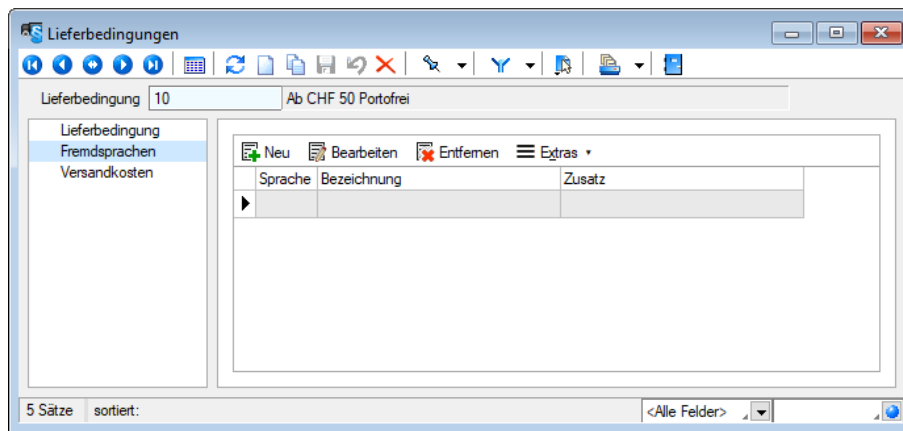 Lieferbedingungen
Lieferbedingung 10 Ab CHF 50 Portofrei
Lieferbedingung
Fremdsprachen
Versandkosten
Neu Bearbeiten Entfernen Extras
Sprache Bezeichnung Zusatz
5 Sätze sortiert: <Alle Felder>